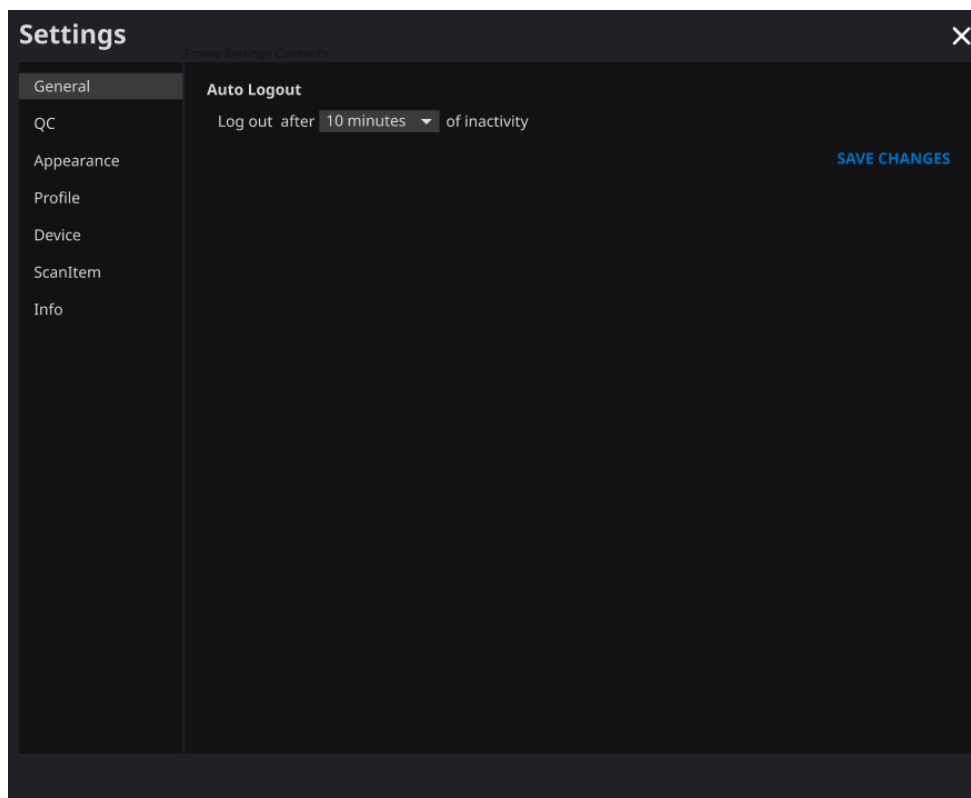 Settings
Frame Settings Contents
General
QC
Appearance
Profile
Device
ScanItem
Info
Auto Logout
Log out after 10 minutes of inactivity
SAVE CHANGES